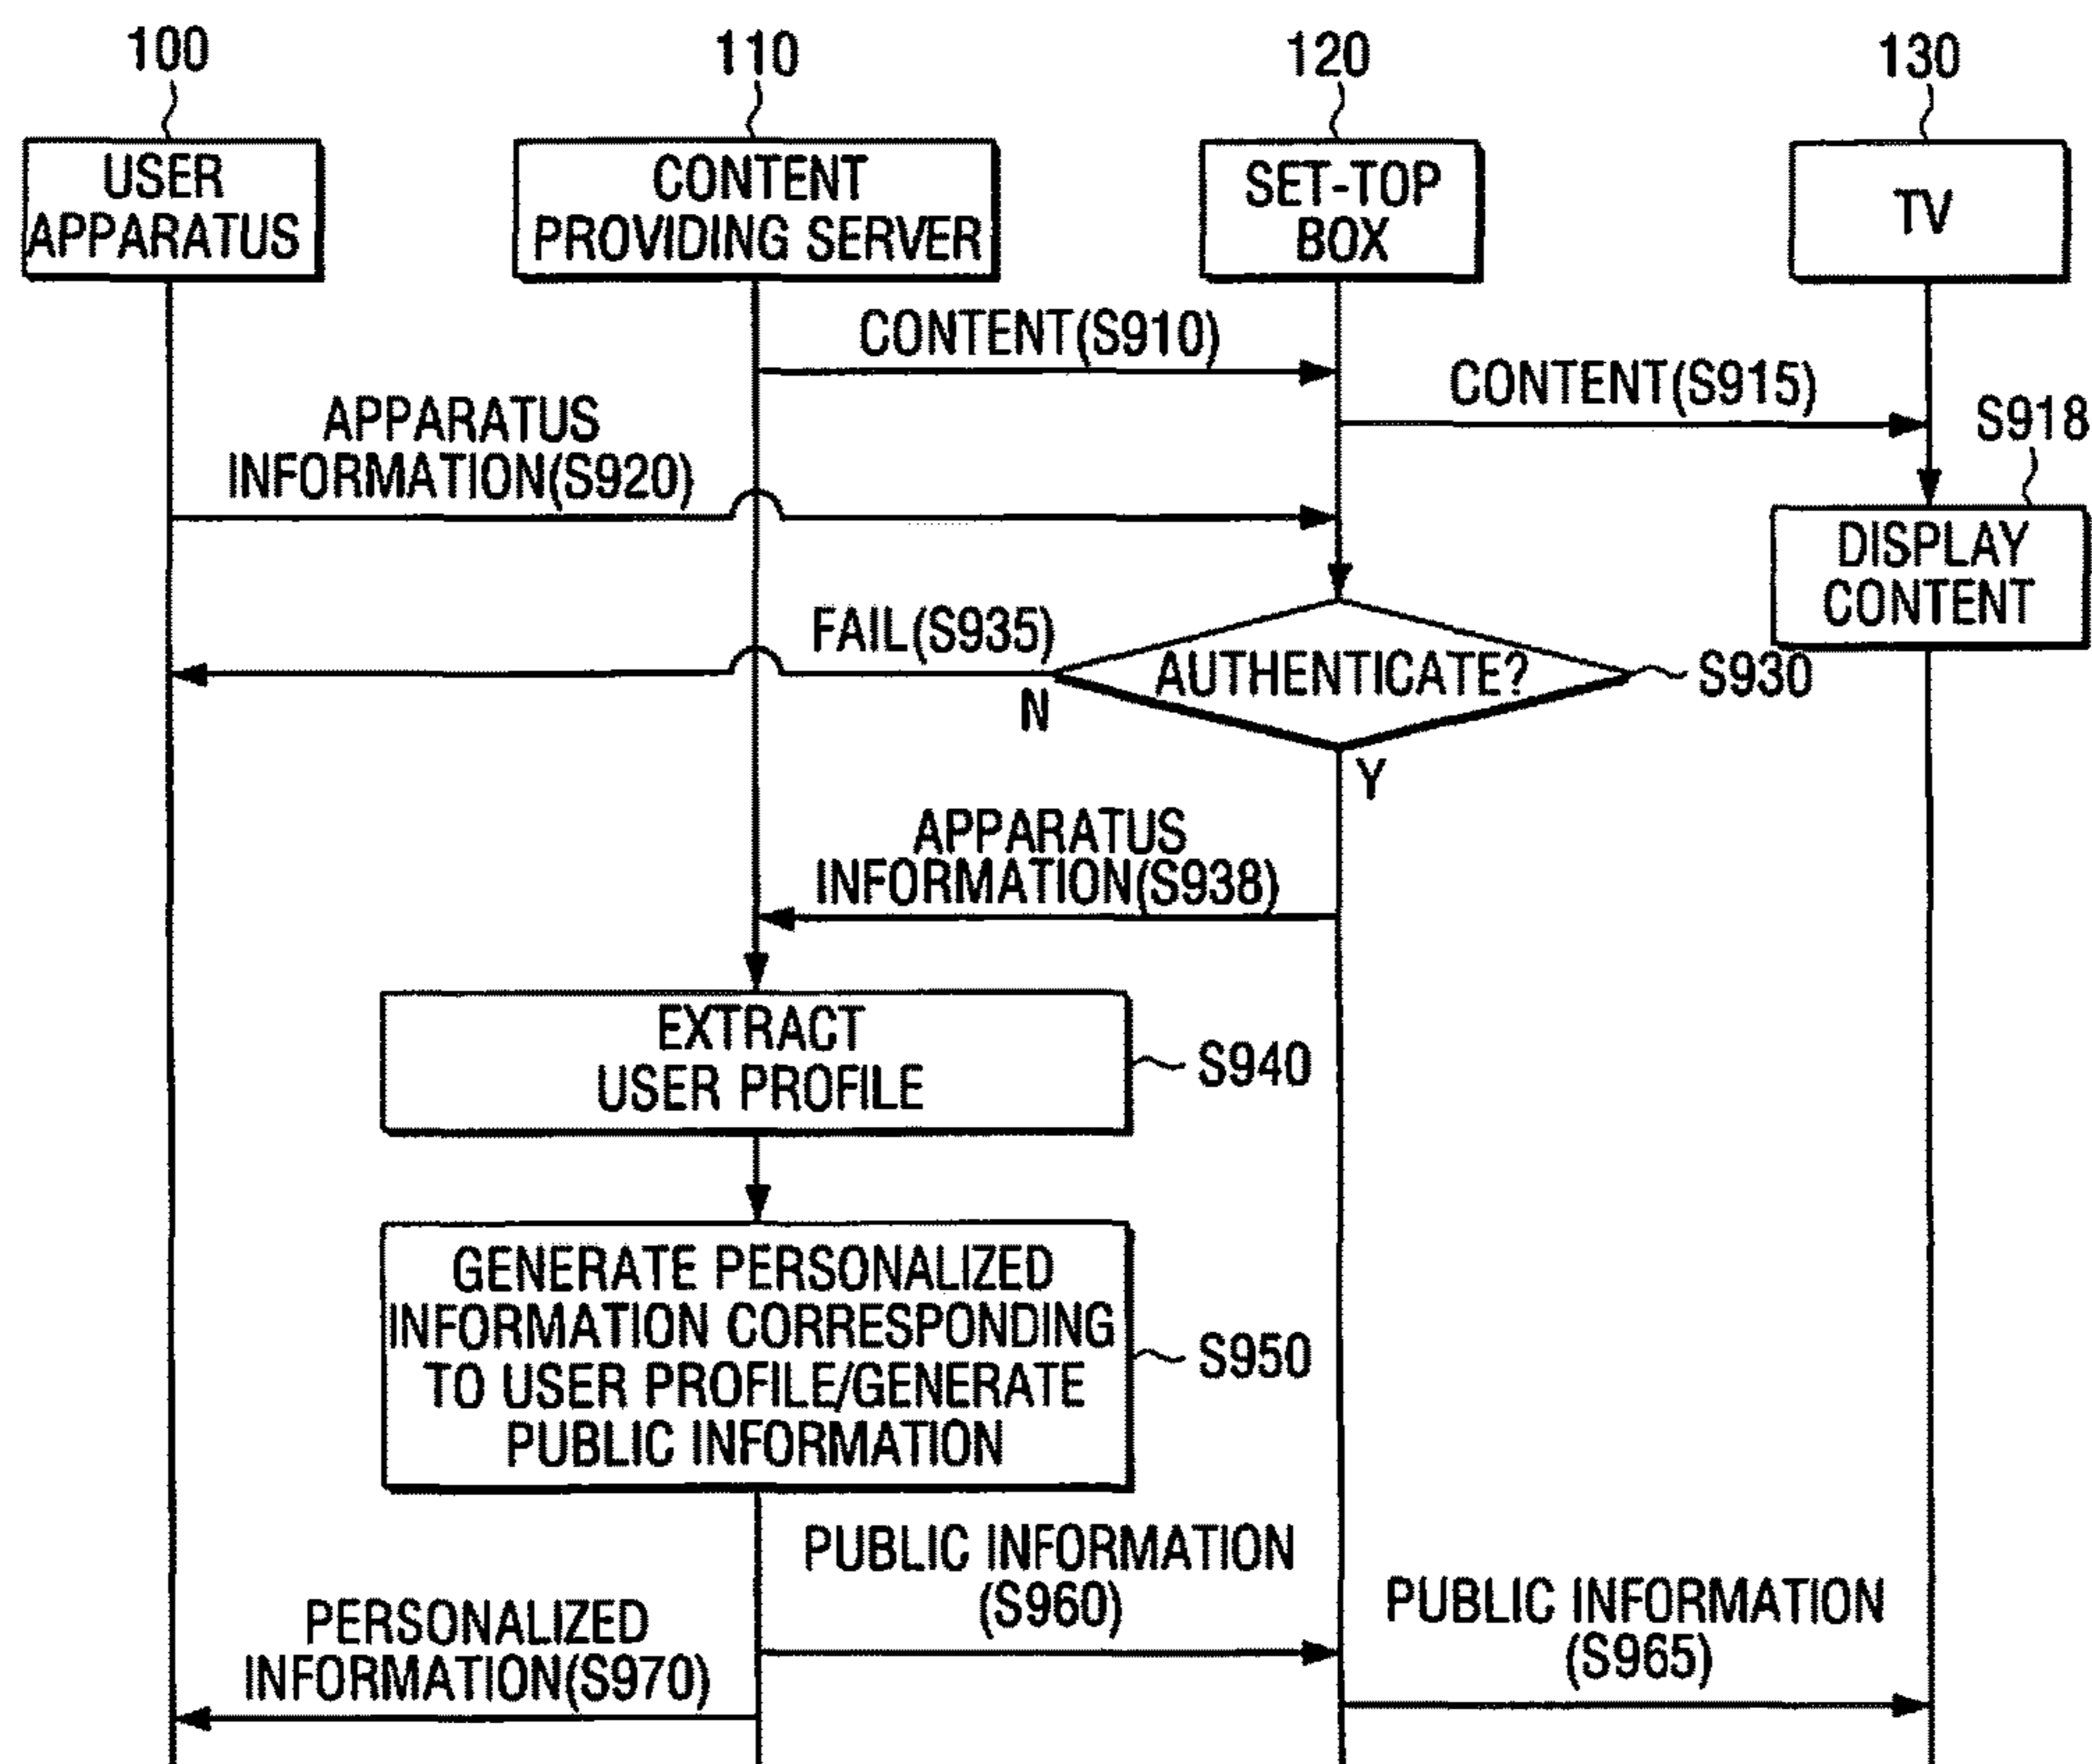 100
110
120
130
USER
APPARATUS
CONTENT
PROVIDING SERVER
SET-TOP
BOX
TV
CONTENT(S910)
CONTENT(S915)
S918
APPARATUS
INFORMATION(S920)
DISPLAY
CONTENT
FAIL(S935)
AUTHENTICATE?
S930
N
Y
APPARATUS
INFORMATION(S938)
EXTRACT
USER PROFILE
S940
GENERATE PERSONALIZED
INFORMATION CORRESPONDING
TO USER PROFILE/GENERATE
PUBLIC INFORMATION
S950
PUBLIC INFORMATION
(S960)
PUBLIC INFORMATION
(S965)
PERSONALIZED
INFORMATION(S970)